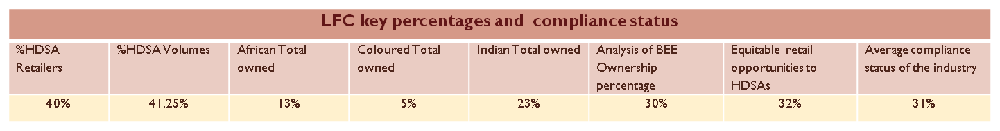 LFC key percentages and  compliance status
%HDSA
Retailers
%HDSA Volumes
African Total
owned
Coloured Total
owned
Indian Total owned
Analysis of BEE
Ownership
percentage
Equitable  retail
opportunities to
HDSAs
Average compliance
status of the industry
40%
41.25%
13%
5%
23%
30%
32%
31%